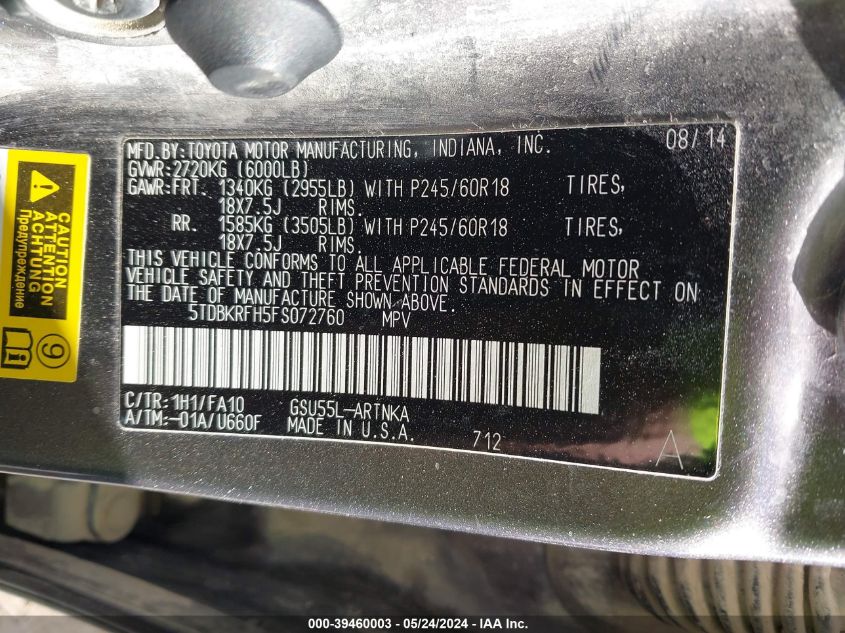 MFD.BY:TOYOTA MOTOR MANUFACTURING, INDIANA, INC. 08/14
GVWR:2720KG (6000LB)
GAWR:FRT. 1340KG (2955LB) WITH P245/60R18 TIRES,
18X7.5J RIMS.
RR. 1585KG (3505LB) WITH P245/60R18 TIRES,
18X7.5J RIMS.
THIS VEHICLE CONFORMS TO ALL APPLICABLE FEDERAL MOTOR
VEHICLE SAFETY AND THEFT PREVENTION STANDARDS IN EFFECT ON
THE DATE OF MANUFACTURE SHOWN ABOVE.
5TDBKRFH5FS072760 MPV
C/TR:1H1/FA10 GSU55L-ARTNKA
A/TM:-01A/U660F MADE IN U.S.A. 712
A
CAUTION
ATTENTION
ACHTUNG
Предупреждение
9
000-39460003 - 05/24/2024 - IAA Inc.